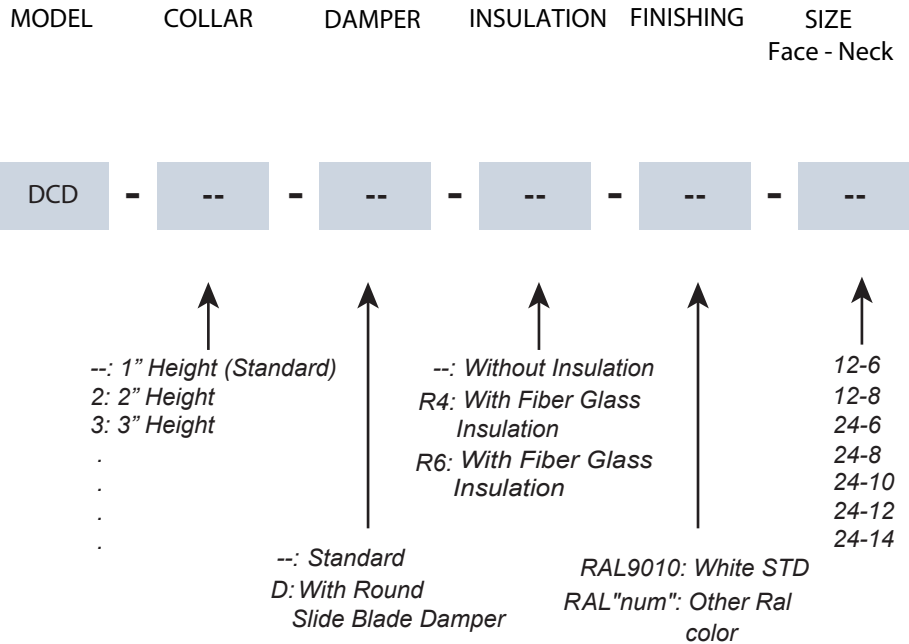 MODEL COLLAR DAMPER INSULATION FINISHING SIZE
Face - Neck
DCD - -- - -- - -- - -- - --
--: 1” Height (Standard)
2: 2” Height
3: 3” Height
.
.
.
.
--: Standard
D: With Round
Slide Blade Damper
--: Without Insulation
R4: With Fiber Glass
Insulation
R6: With Fiber Glass
Insulation
RAL9010: White STD
RAL"num": Other Ral
color
12-6
12-8
24-6
24-8
24-10
24-12
24-14